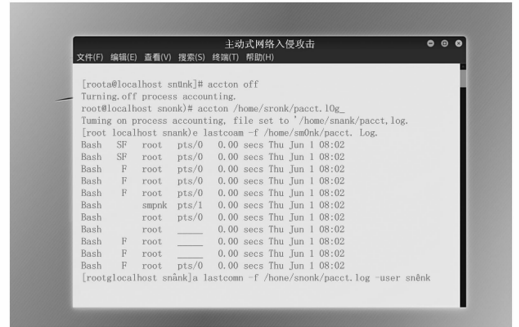 主动式网络入侵攻击
文件(F) 编辑(E) 查看(V) 搜索(S) 终端(T) 帮助(H)
[roota@localhost snūnk]# accton off
Turning.off process accounting.
root@localhost snonk)# accton /home/sronk/pacct.lOg_
Tuming on process accounting, file set to '/home/snank/pacct,log.
[root localhost snank)e lastcoam -f /home/sm0nk/pacct. Log.
Bash SF root pts/0 0.00 secs Thu Jun 1 08:02
Bash SF root pts/0 0.00 secs Thu Jun 1 08:02
Bash F root pts/0 0.00 secs Thu Jun 1 08:02
Bash F root pts/0 0.00 secs Thu Jun 1 08:02
Bash F root pts/0 0.00 secs Thu Jun 1 08:02
Bash smpnk pts/1 0.00 secs Thu Jun 1 08:02
Bash root pts/0 0.00 secs Thu Jun 1 08:02
Bash root ____ 0.00 secs Thu Jun 1 08:02
Bash F root ____ 0.00 secs Thu Jun 1 08:02
Bash F root ____ 0.00 secs Thu Jun 1 08:02
Bash F root pts/0 0.00 secs Thu Jun 1 08:02
[rootglocalhost snånk]a lastcomn -f /hone/snonk/pacct.log -user snênk